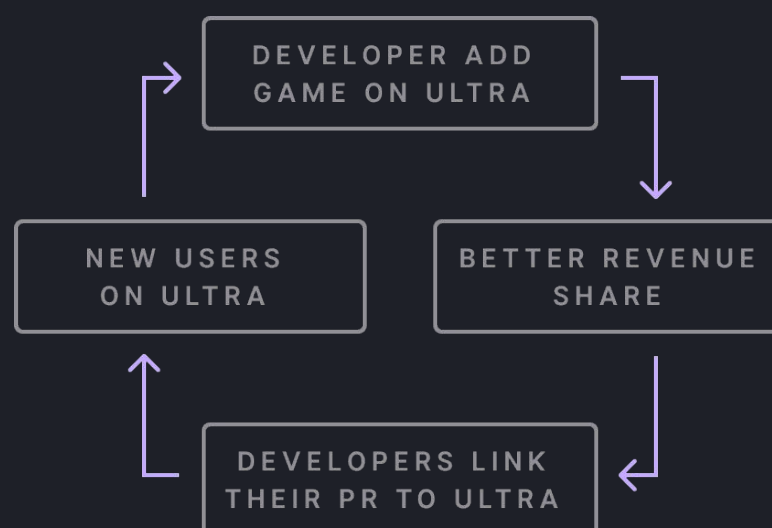 DEVELOPER ADD
GAME ON ULTRA
NEW USERS
ON ULTRA
BETTER REVENUE
SHARE
DEVELOPERS LINK
THEIR PR TO ULTRA